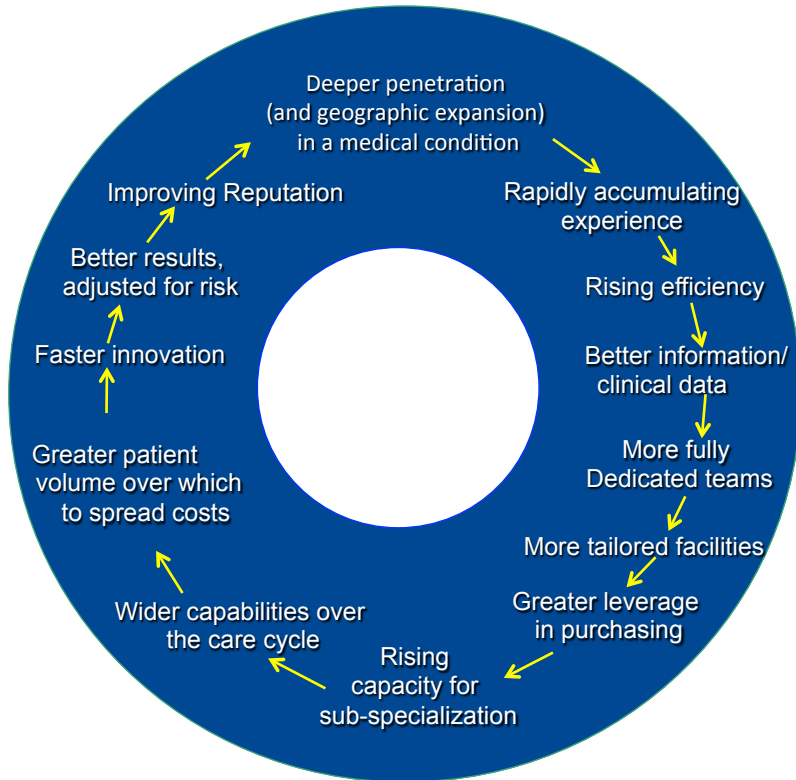 Deeper penetration
(and geographic expansion)
in a medical condition
Rapidly accumulating
experience
Rising efficiency
Better information/
clinical data
More fully
Dedicated teams
More tailored facilities
Greater leverage
in purchasing
Rising
capacity for
sub-specialization
Wider capabilities over
the care cycle
Greater patient
volume over which
to spread costs
Faster innovation
Better results,
adjusted for risk
Improving Reputation